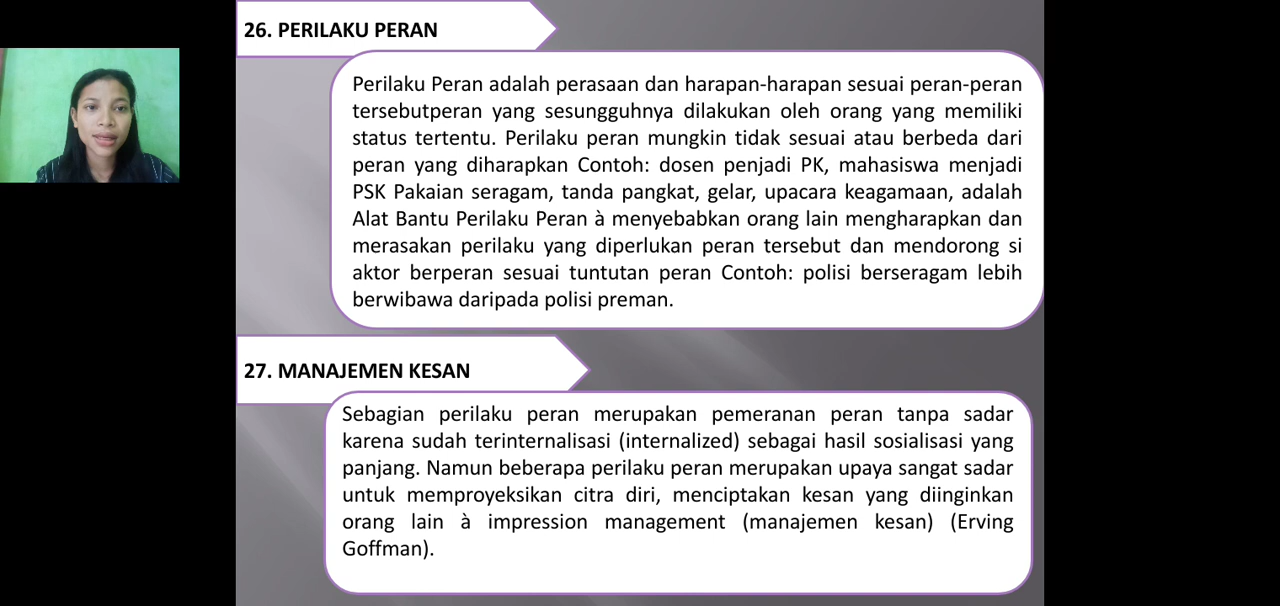 26. PERILAKU PERAN
Perilaku Peran adalah perasaan dan harapan-harapan sesuai peran-peran
tersebutperan yang sesungguhnya dilakukan oleh orang yang memiliki
status tertentu. Perilaku peran mungkin tidak sesuai atau berbeda dari
peran yang diharapkan Contoh: dosen penjadi PK, mahasiswa menjadi
PSK Pakaian seragam, tanda pangkat, gelar, upacara keagamaan, adalah
Alat Bantu Perilaku Peran à menyebabkan orang lain mengharapkan dan
merasakan perilaku yang diperlukan peran tersebut dan mendorong si
aktor berperan sesuai tuntutan peran Contoh: polisi berseragam lebih
berwibawa daripada polisi preman.
27. MANAJEMEN KESAN
Sebagian perilaku peran merupakan pemeranan peran tanpa sadar
karena sudah terinternalisasi (internalized) sebagai hasil sosialisasi yang
panjang. Namun beberapa perilaku peran merupakan upaya sangat sadar
untuk memproyeksikan citra diri, menciptakan kesan yang diinginkan
orang lain à impression management (manajemen kesan) (Erving
Goffman).